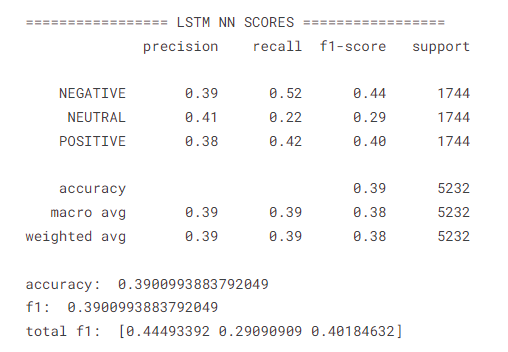 ================= LSTM NN SCORES =================
precision recall f1-score support
NEGATIVE 0.39 0.52 0.44 1744
NEUTRAL 0.41 0.22 0.29 1744
POSITIVE 0.38 0.42 0.40 1744
accuracy 0.39 5232
macro avg 0.39 0.39 0.38 5232
weighted avg 0.39 0.39 0.38 5232
accuracy: 0.3900993883792049
f1: 0.3900993883792049
total f1: [0.44493392 0.29090909 0.40184632]